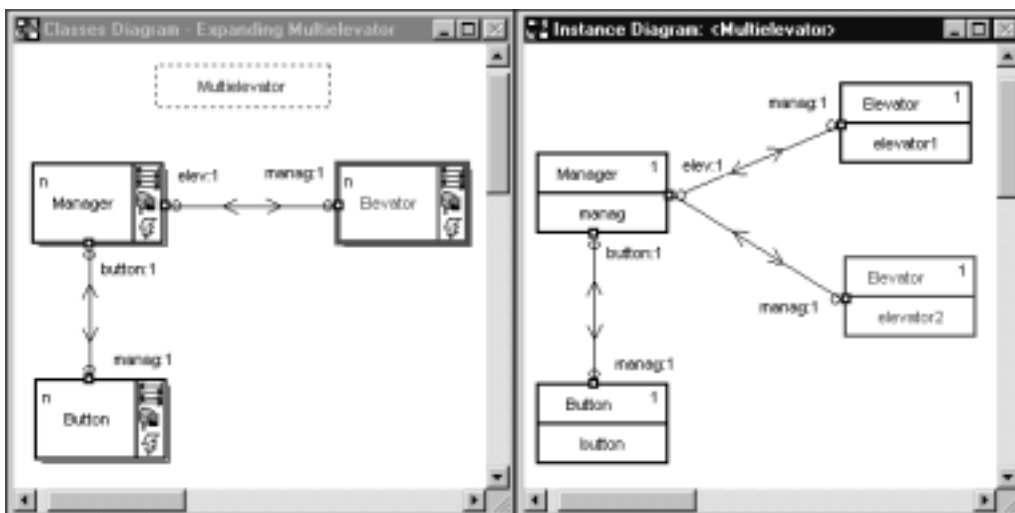 Classes Diagram - Expanding Multielevator
Multielevator
n
Manager
elev:1
manag:1
n
Elevator
button:1
manag:1
n
Button
Instance Diagram: <Multielevator>
manag:1
Elevator 1
elevator1
elev:1
Manager 1
manag
button:1
Elevator 1
manag:1
elevator2
manag:1
Button 1
button